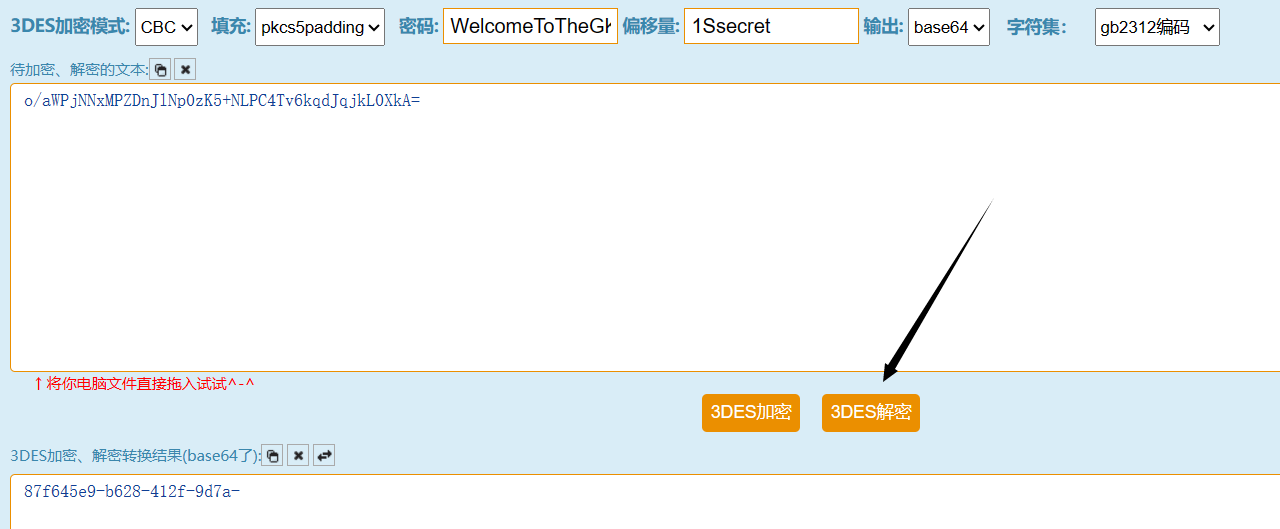 3DES加密模式: CBC 填充: pkcs5padding 密码: WelcomeToTheGK 偏移量: 1Ssecret 输出: base64 字符集: gb2312编码
待加密、解密的文本:
o/aWPjNNxMPZDnJlNp0zK5+NLPC4Tv6kqdJqjkL0XkA=
↑将你电脑文件直接拖入试试^-^
3DES加密 3DES解密
3DES加密、解密转换结果(base64了):
87f645e9-b628-412f-9d7a-